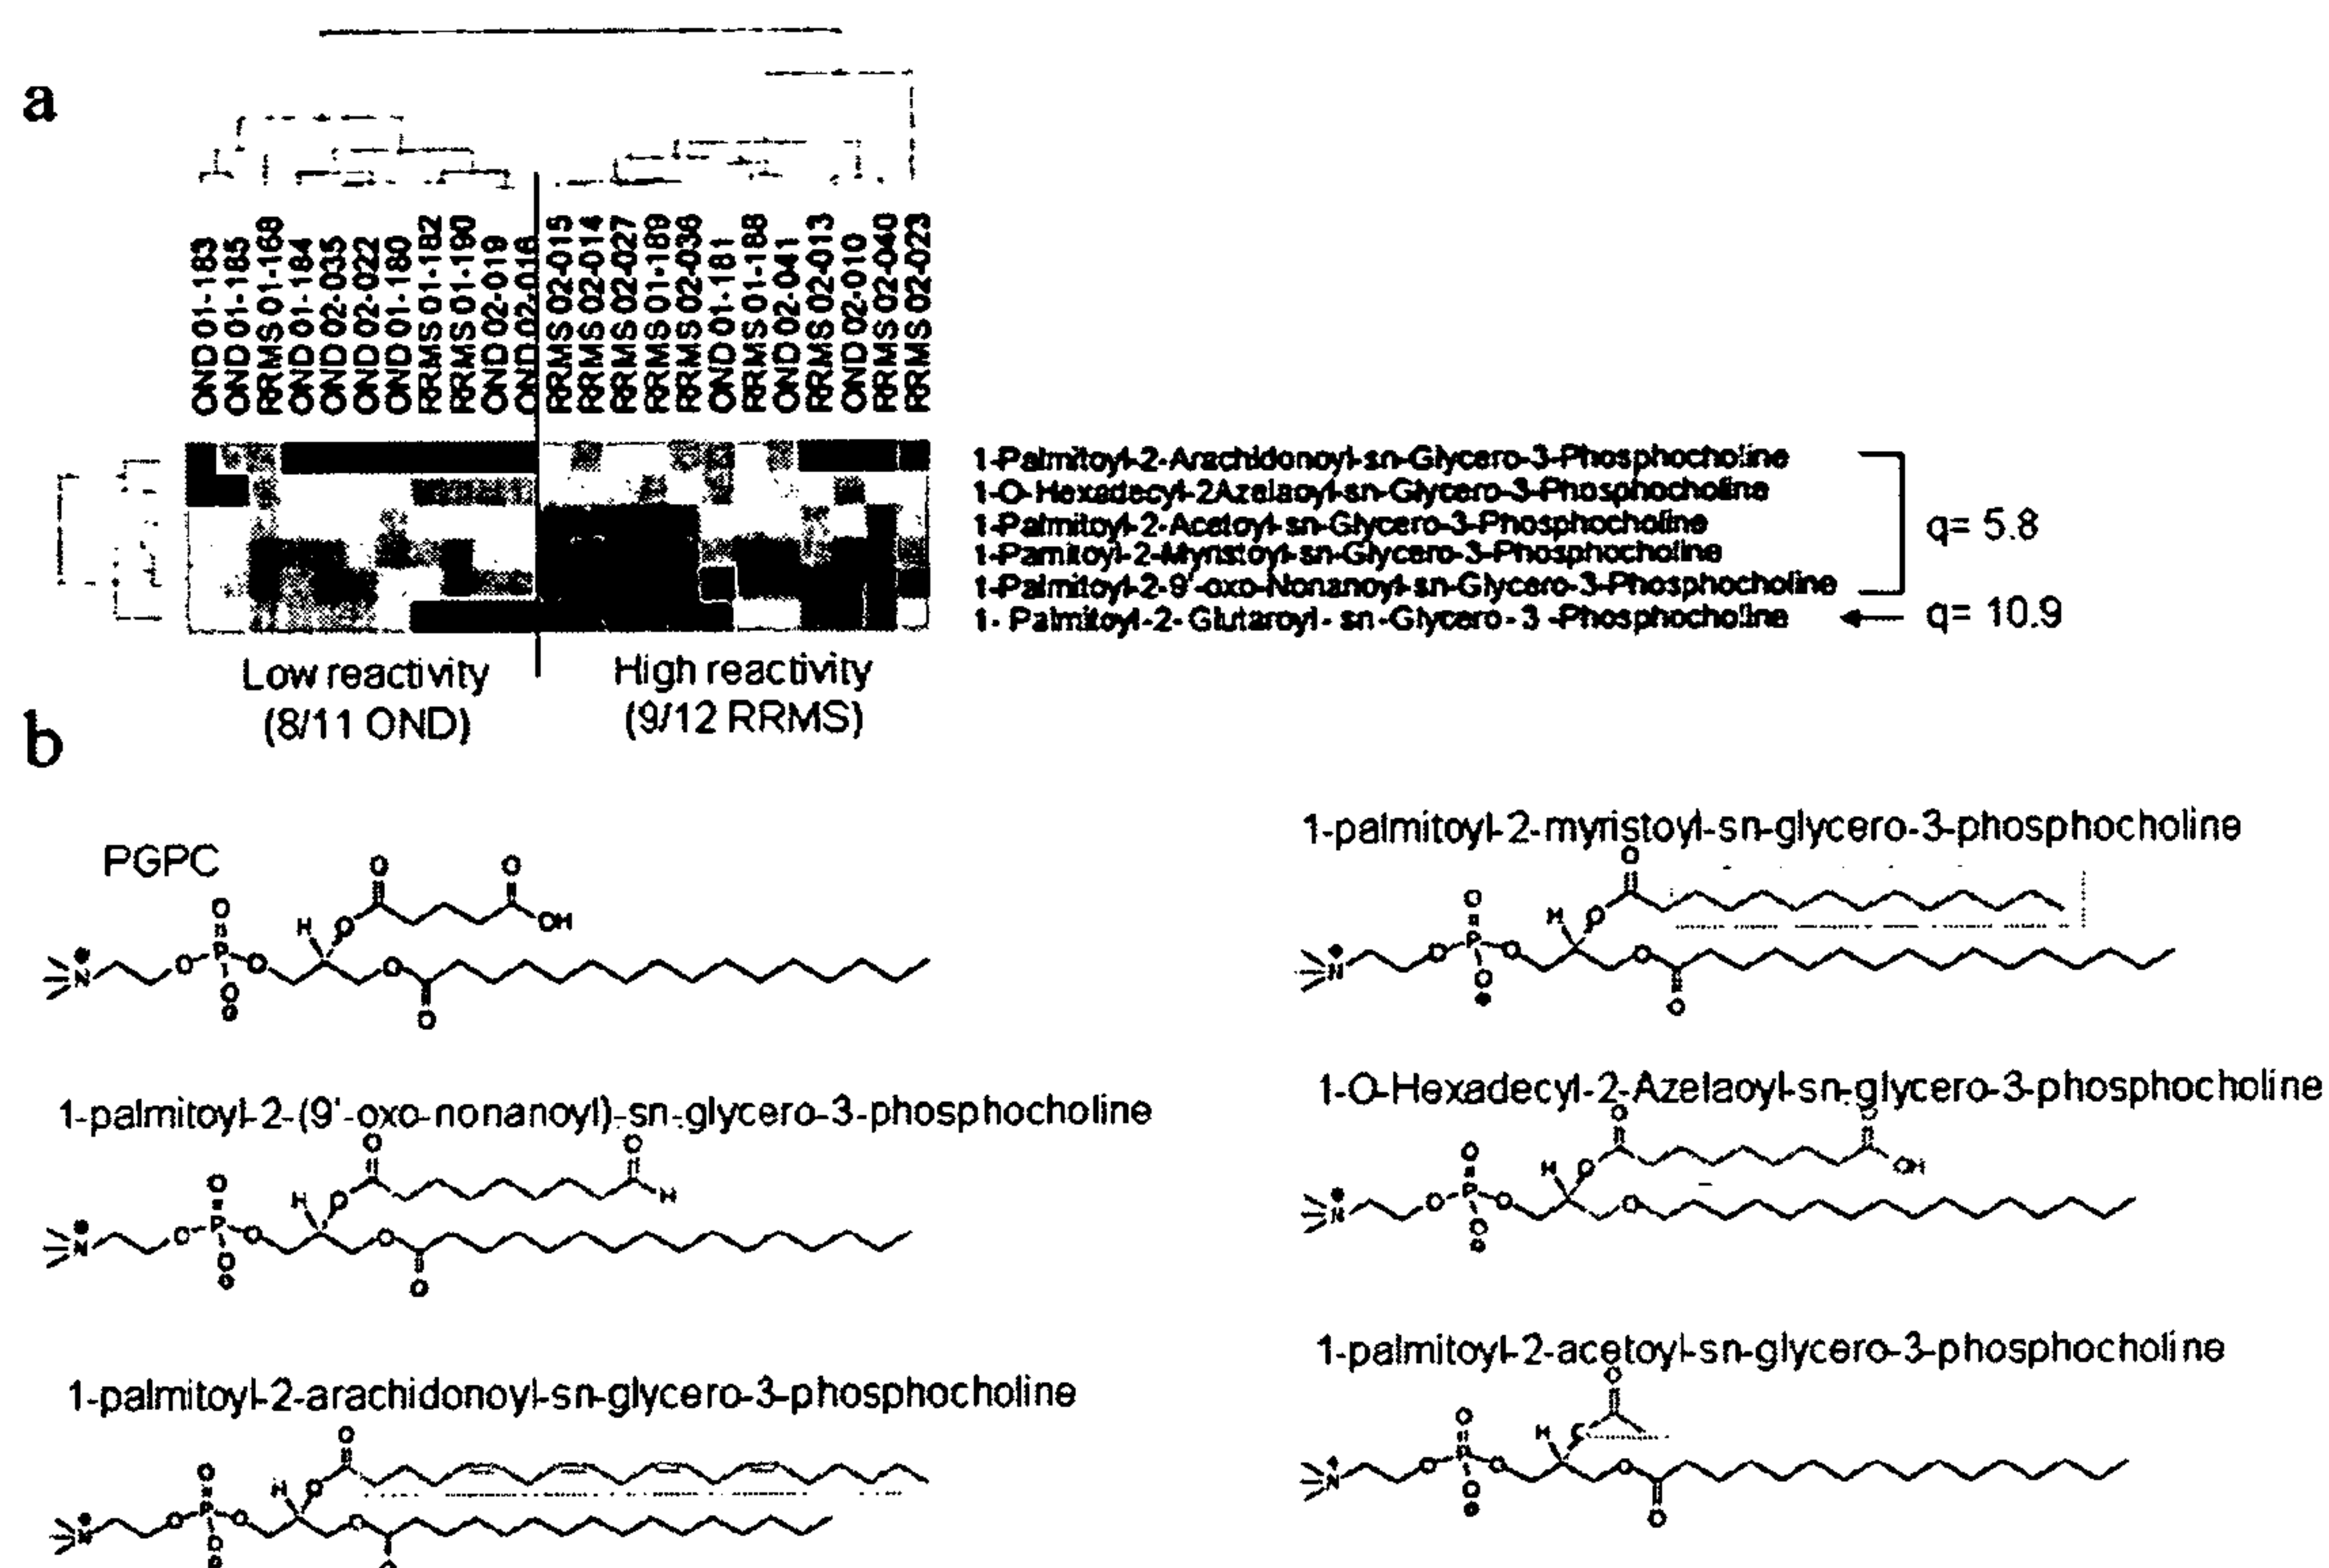 a
OND 01-183
OND 01-185
RRMS 01-168
OND 01-184
OND 02-035
OND 02-022
OND 01-180
RRMS 01-182
RRMS 01-190
OND 02-019
OND 02-016
RRMS 02-015
RRMS 02-014
RRMS 02-027
RRMS 01-189
RRMS 02-036
OND 01-181
RRMS 01-188
OND 02-041
RRMS 02-013
OND 02-010
RRMS 02-040
RRMS 02-023
1-Palmitoyl-2-Arachidonoyl-sn-Glycero-3-Phosphocholine
1-O-Hexadecyl-2Azelaoyl-sn-Glycero-3-Phosphocholine
1-Palmitoyl-2-Acetoyl-sn-Glycero-3-Phosphocholine
1-Pamitoyl-2-Myristoyl-sn-Glycero-3-Phosphocholine
1-Palmitoyl-2-9'-oxo-Nonanoyl-sn-Glycero-3-Phosphocholine
1- Palmitoyl-2- Glutaroyl- sn -Glycero- 3 -Phosphocholine
q= 5.8
q= 10.9
Low reactivity
(8/11 OND)
High reactivity
(9/12 RRMS)
b
PGPC
O O
O H O OH
N O P O O
O O
1-palmitoyl-2-myristoyl-sn-glycero-3-phosphocholine
O
O H O
N O P O O
O O
1-palmitoyl-2-(9'-oxo-nonanoyl)-sn-glycero-3-phosphocholine
O O
O H O H
N O P O O
O O
1-O-Hexadecyl-2-Azelaoyl-sn-glycero-3-phosphocholine
O O
O H O OH
N O P O O
O
1-palmitoyl-2-arachidonoyl-sn-glycero-3-phosphocholine
O
O H O
N O P O O
O
1-palmitoyl-2-acetoyl-sn-glycero-3-phosphocholine
O
O H
N O P O O
O O